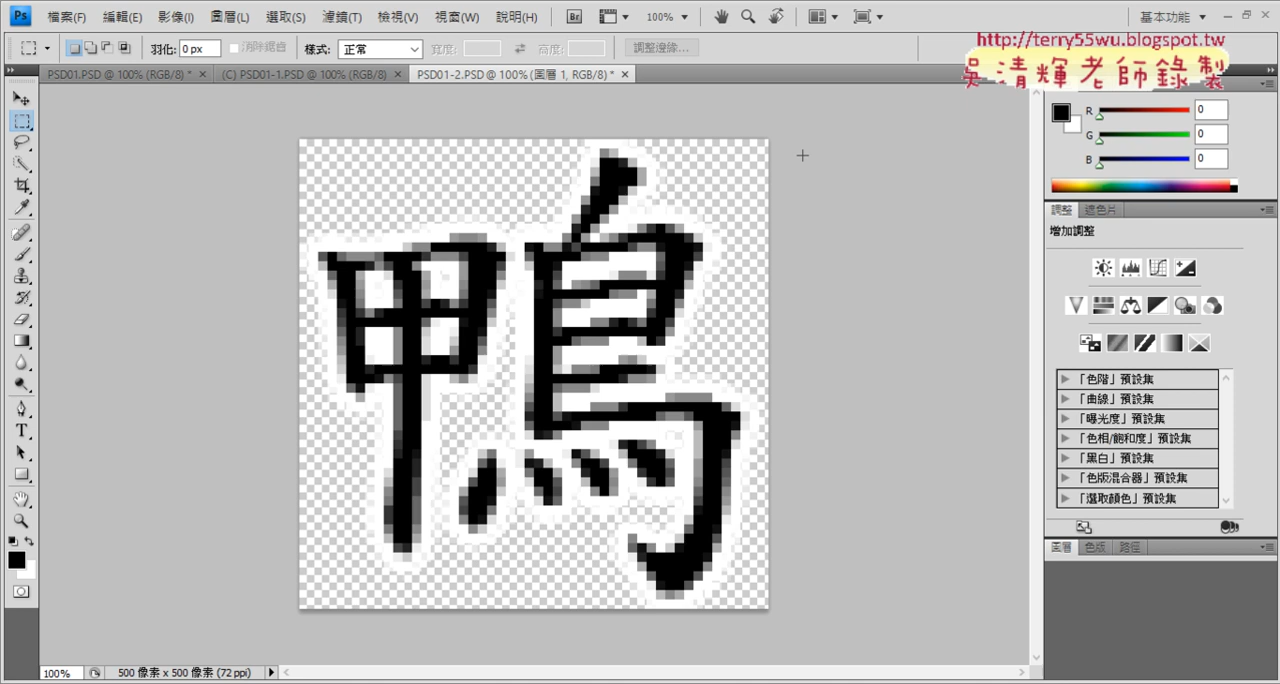 Ps 檔案(F) 編輯(E) 影像(I) 圖層(L) 選取(S) 濾鏡(T) 檢視(V) 視窗(W) 說明(H) Br 100% 基本功能
羽化: 0 px 消除鋸齒 樣式: 正常 寬度: 高度: 調整邊緣...
http://terry55wu.blogspot.tw
吳清輝老師錄製
PSD01.PSD @ 100% (RGB/8) * × (C) PSD01-1.PSD @ 100% (RGB/8) × PSD01-2.PSD @ 100% (圖層 1, RGB/8) * ×
R 0
G 0
B 0
調整 遮色片
增加調整
「色階」預設集
「曲線」預設集
「曝光度」預設集
「色相/飽和度」預設集
「黑白」預設集
「色版混合器」預設集
「選取顏色」預設集
圖層 色版 路徑
鴨
T
100% 500 像素 x 500 像素 (72 ppi)